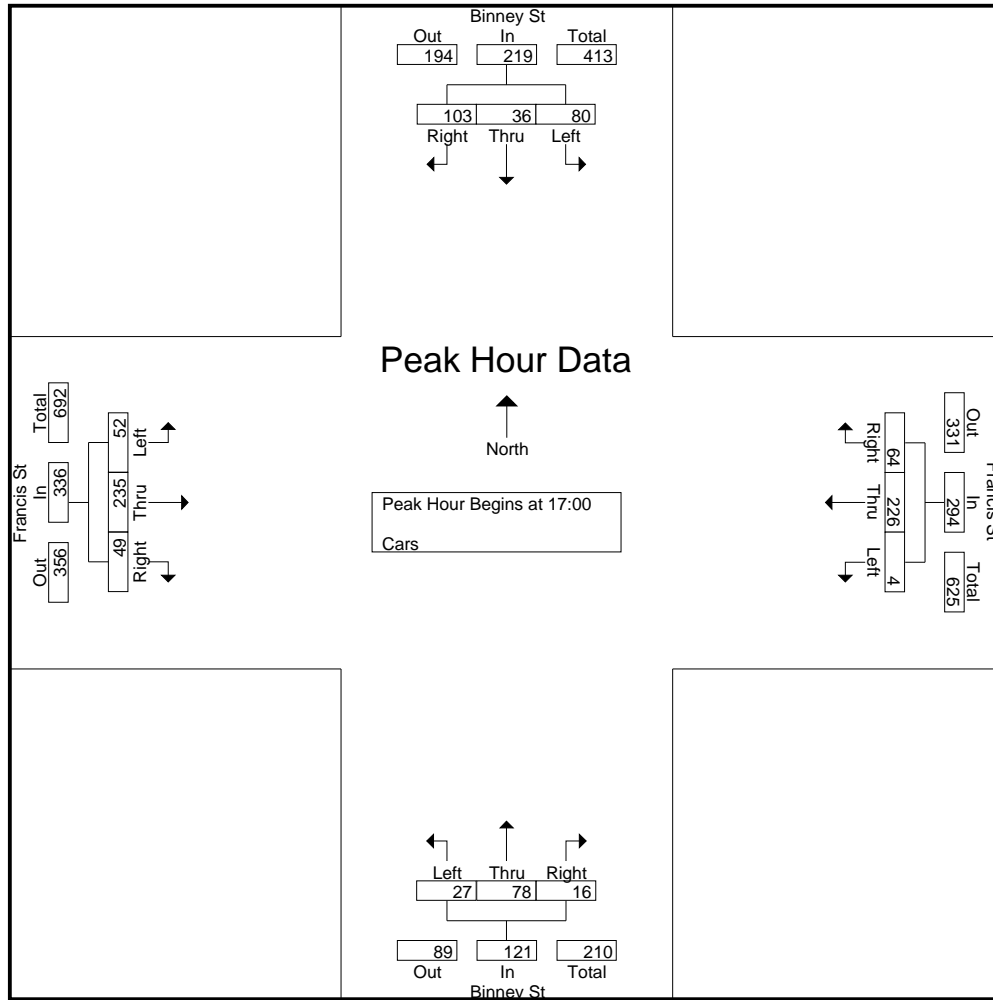 Binney St
Out In Total
194 219 413
103 36 80
Right Thru Left
Peak Hour Data
North
Peak Hour Begins at 17:00
Cars
Francis St
Total In Out
692 336 356
52 235 49
Left Thru Right
Francis St
Out In Total
331 294 625
64 226 4
Right Thru Left
Left Thru Right
27 78 16
89 121 210
Out In Total
Binney St